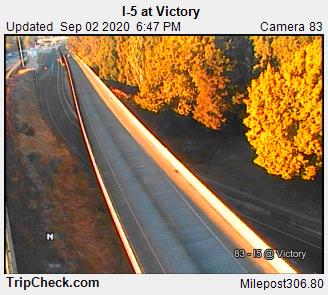 I-5 at Victory
Updated  Sep 02 2020  6:47 PM  Camera 83
N
83 - I5 @ Victory
TripCheck.com  Milepost306.80